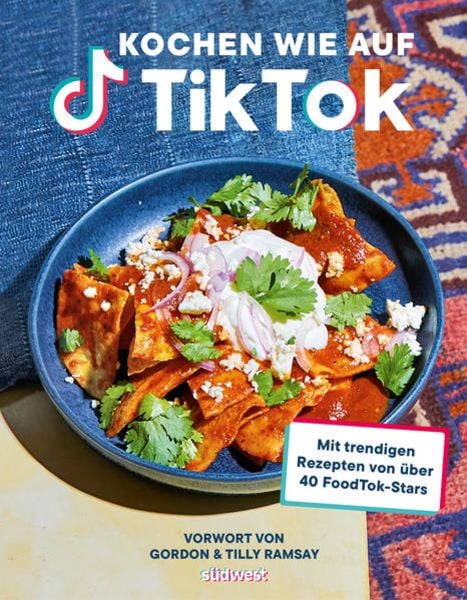 KOCHEN WIE AUF
TikTok
Mit trendigen
Rezepten von über
40 FoodTok-Stars
VORWORT VON
GORDON & TILLY RAMSAY
südwest